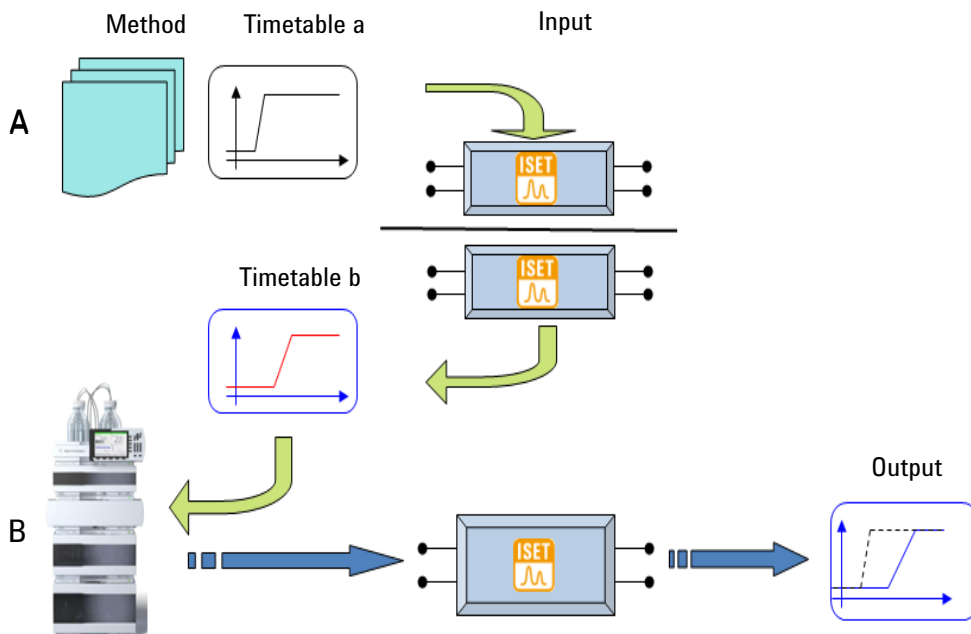 Method
Timetable a
Input
A
ISET
ISET
Timetable b
Output
B
ISET